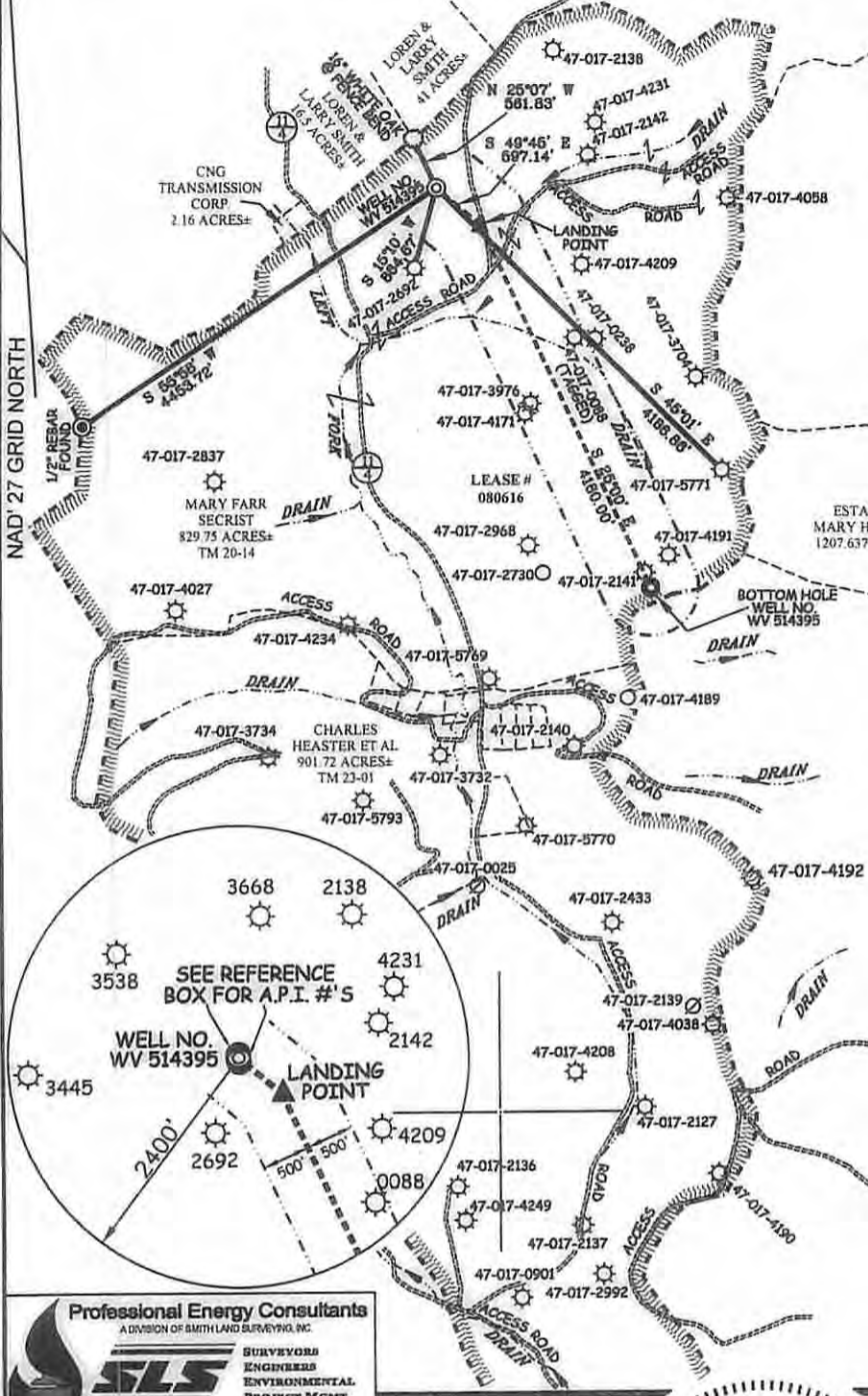 LOREN &
LARRY
SMITH
41 ACRES±
47-017-2138
16" WHITE OAK
@ FENCE BEND
LOREN &
LARRY SMITH
16.5 ACRES±
N 25°07' W
561.83'
47-017-4231
S 49°45' E
697.14'
47-017-2142
DRAIN
11
4
CNG
TRANSMISSION
CORP
2.16 ACRES±
WELL NO.
WV 514395
ACCESS
ROAD
ACCESS
ROAD
47-017-4058
LANDING
POINT
S 15°10' W
884.67'
47-017-2692
47-017-4209
LEFT
ACCESS ROAD
47-017-0238
47-017-3704
NAD'27 GRID NORTH
S 55°58' W
4453.72'
47-017-0088
(TAGGED)
S 45°01' E
4186.86'
47-017-3976
47-017-4171
1/2" REBAR
FOUND
FORK
DRAIN
S 25°00' E
4180.00'
47-017-2837
11
4
LEASE #
080616
47-017-5771
MARY FARR
SECRIST
829.75 ACRES±
TM 20-14
DRAIN
ESTA
MARY H
1207.637
47-017-2968
47-017-4191
47-017-2730
47-017-2141
BOTTOM HOLE
WELL NO.
WV 514395
47-017-4027
ACCESS
ROAD
47-017-4234
DRAIN
47-017-5769
DRAIN
ACCESS
47-017-4189
47-017-3734
CHARLES
HEASTER ET AL
901.72 ACRES±
TM 23-01
47-017-2140
47-017-3732
ROAD
DRAIN
47-017-5793
47-017-5770
47-017-0025
47-017-4192
DRAIN
47-017-2433
3668
2138
3538
4231
SEE REFERENCE
BOX FOR A.P.I. #'S
ACCESS
DRAIN
47-017-2139
47-017-4038
2142
WELL NO.
WV 514395
3445
LANDING
POINT
47-017-4208
ROAD
2400'
2692
4209
47-017-2127
500'
500'
0088
47-017-2136
47-017-4249
ROAD
47-017-2137
ACCESS
47-017-4190
47-017-0901
47-017-2992
ACCESS ROAD
DRAIN
Professional Energy Consultants
A DIVISION OF SMITH LAND SURVEYING, INC.
SLS
SURVEYORS
ENGINEERS
ENVIRONMENTAL
PROJECT MGMT.